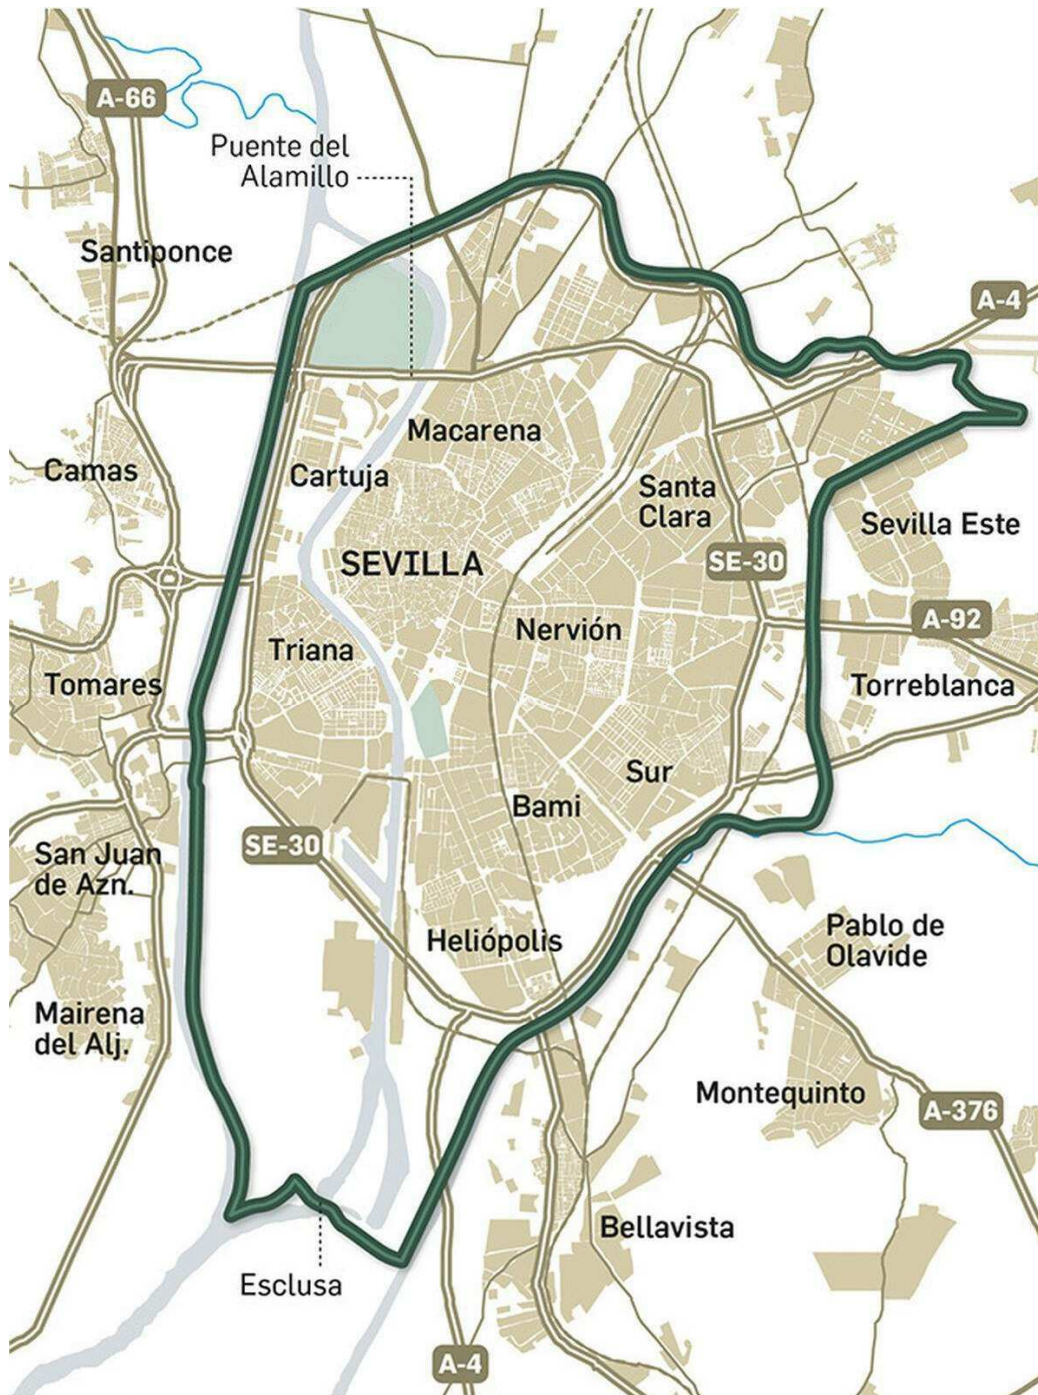 A-66
Puente del
Alamillo
Santiponce
A-4
Macarena
Camas
Cartuja
Santa
Clara
Sevilla Este
SEVILLA
SE-30
A-92
Nervión
Triana
Tomares
Torreblanca
Sur
Bami
SE-30
San Juan
de Azn.
Pablo de
Olavide
Heliópolis
Mairena
del Alj.
Montequinto
A-376
Bellavista
Esclusa
A-4